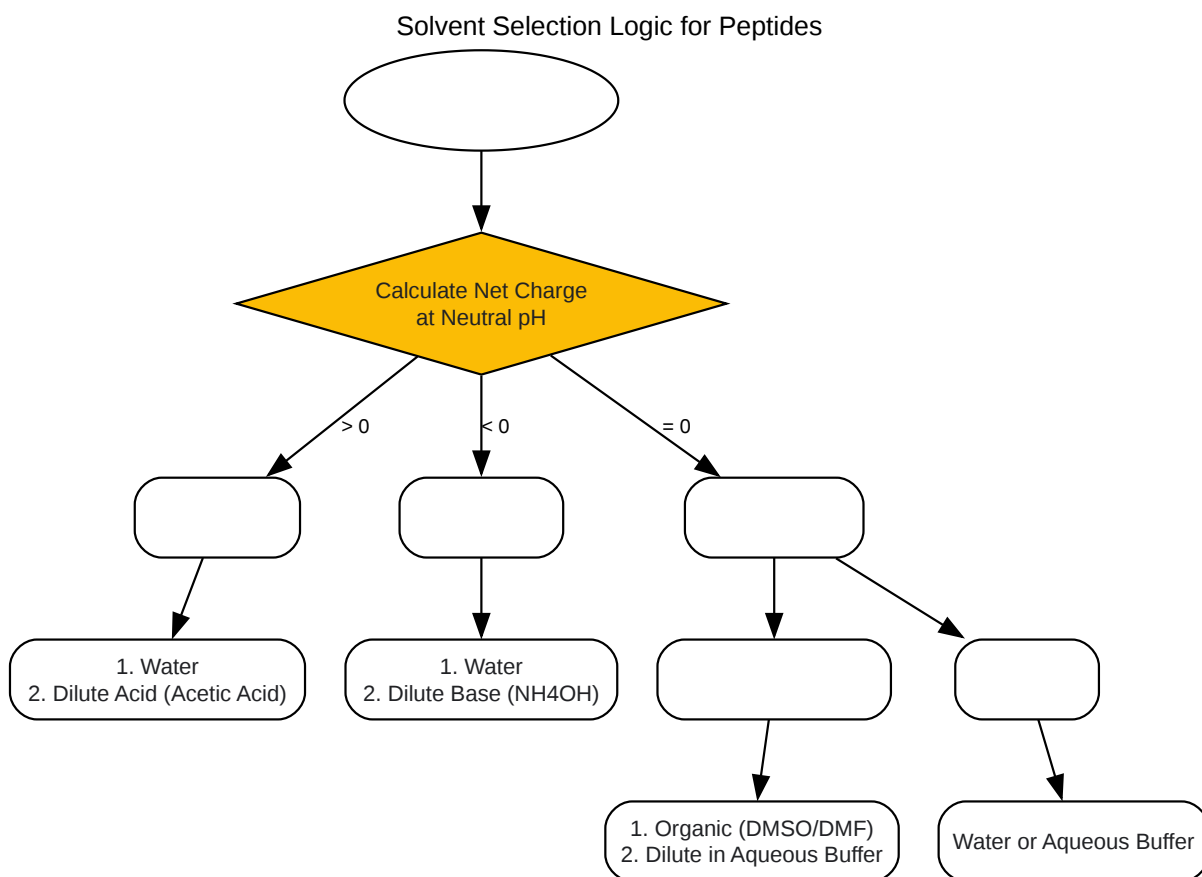 Solvent Selection Logic for Peptides
Calculate Net Charge
at Neutral pH
> 0
< 0
= 0
1. Water
2. Dilute Acid (Acetic Acid)
1. Water
2. Dilute Base (NH4OH)
1. Organic (DMSO/DMF)
2. Dilute in Aqueous Buffer
Water or Aqueous Buffer